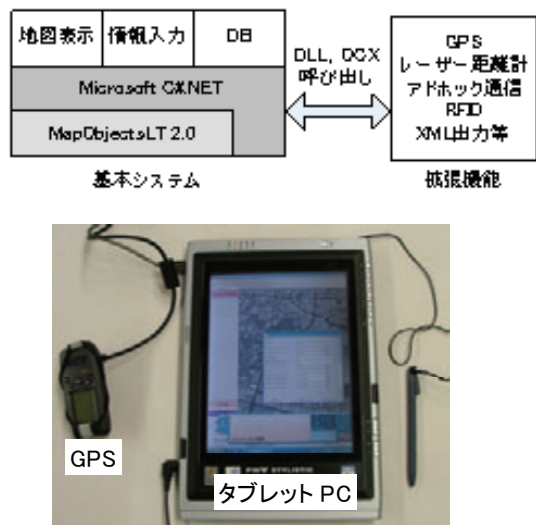 地図表示 情報入力 DB
Microsoft C#.NET
MapObjectsLT 2.0
基本システム
DLL, OCX
呼び出し
GPS
レーザー距離計
アドホック通信
RFID
XML出力等
拡張機能
GPS
タブレット PC